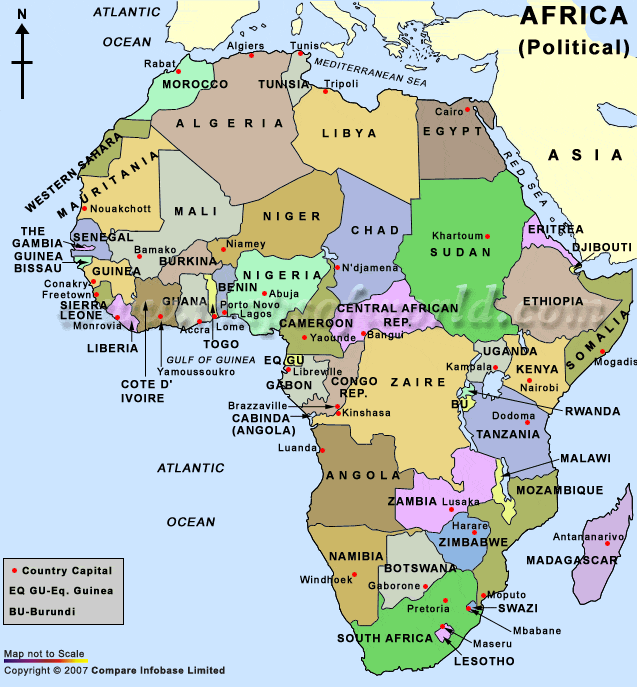 AFRICA
(Political)
N
ATLANTIC
OCEAN
Algiers
Tunis
Rabat
MEDITERRANEAN SEA
MOROCCO
TUNISIA
Tripoli
ALGERIA
LIBYA
Cairo
EGYPT
ASIA
WESTERN SAHARA
MAURITANIA
RED SEA
Nouakchott
MALI
NIGER
CHAD
Khartoum
SUDAN
ERITREA
DJIBOUTI
THE
GAMBIA
SENEGAL
GUINEA
BISSAU
Bamako
Niamey
BURKINA
N'djamena
GUINEA
BENIN
NIGERIA
Abuja
Conakry
Freetown
SIERRA
LEONE
GHANA
Porto Novo
Lagos
ETHIOPIA
SOMALIA
CENTRAL AFRICAN
REP.
CAMEROON
Monrovia
Accra
Lome
TOGO
Yaounde
Bangui
LIBERIA
Yamoussoukro
GULF OF GUINEA
EQ GU
UGANDA
Kampala
KENYA
Nairobi
Mogadis
COTE D'
IVOIRE
Libreville
GABON
CONGO
REP.
ZAIRE
BU
RWANDA
Brazzaville
CABINDA
(ANGOLA)
Kinshasa
Dodoma
TANZANIA
Luanda
MALAWI
ATLANTIC
OCEAN
ANGOLA
ZAMBIA
Lusaka
MOZAMBIQUE
Harare
ZIMBABWE
Antananarivo
MADAGASCAR
NAMIBIA
Windhoek
BOTSWANA
Gaborone
Pretoria
Moputo
SWAZI
Mbabane
SOUTH AFRICA
Maseru
LESOTHO
Country Capital
EQ GU-Eq. Guinea
BU-Burundi
Map not to Scale
Copyright © 2007 Compare Infobase Limited